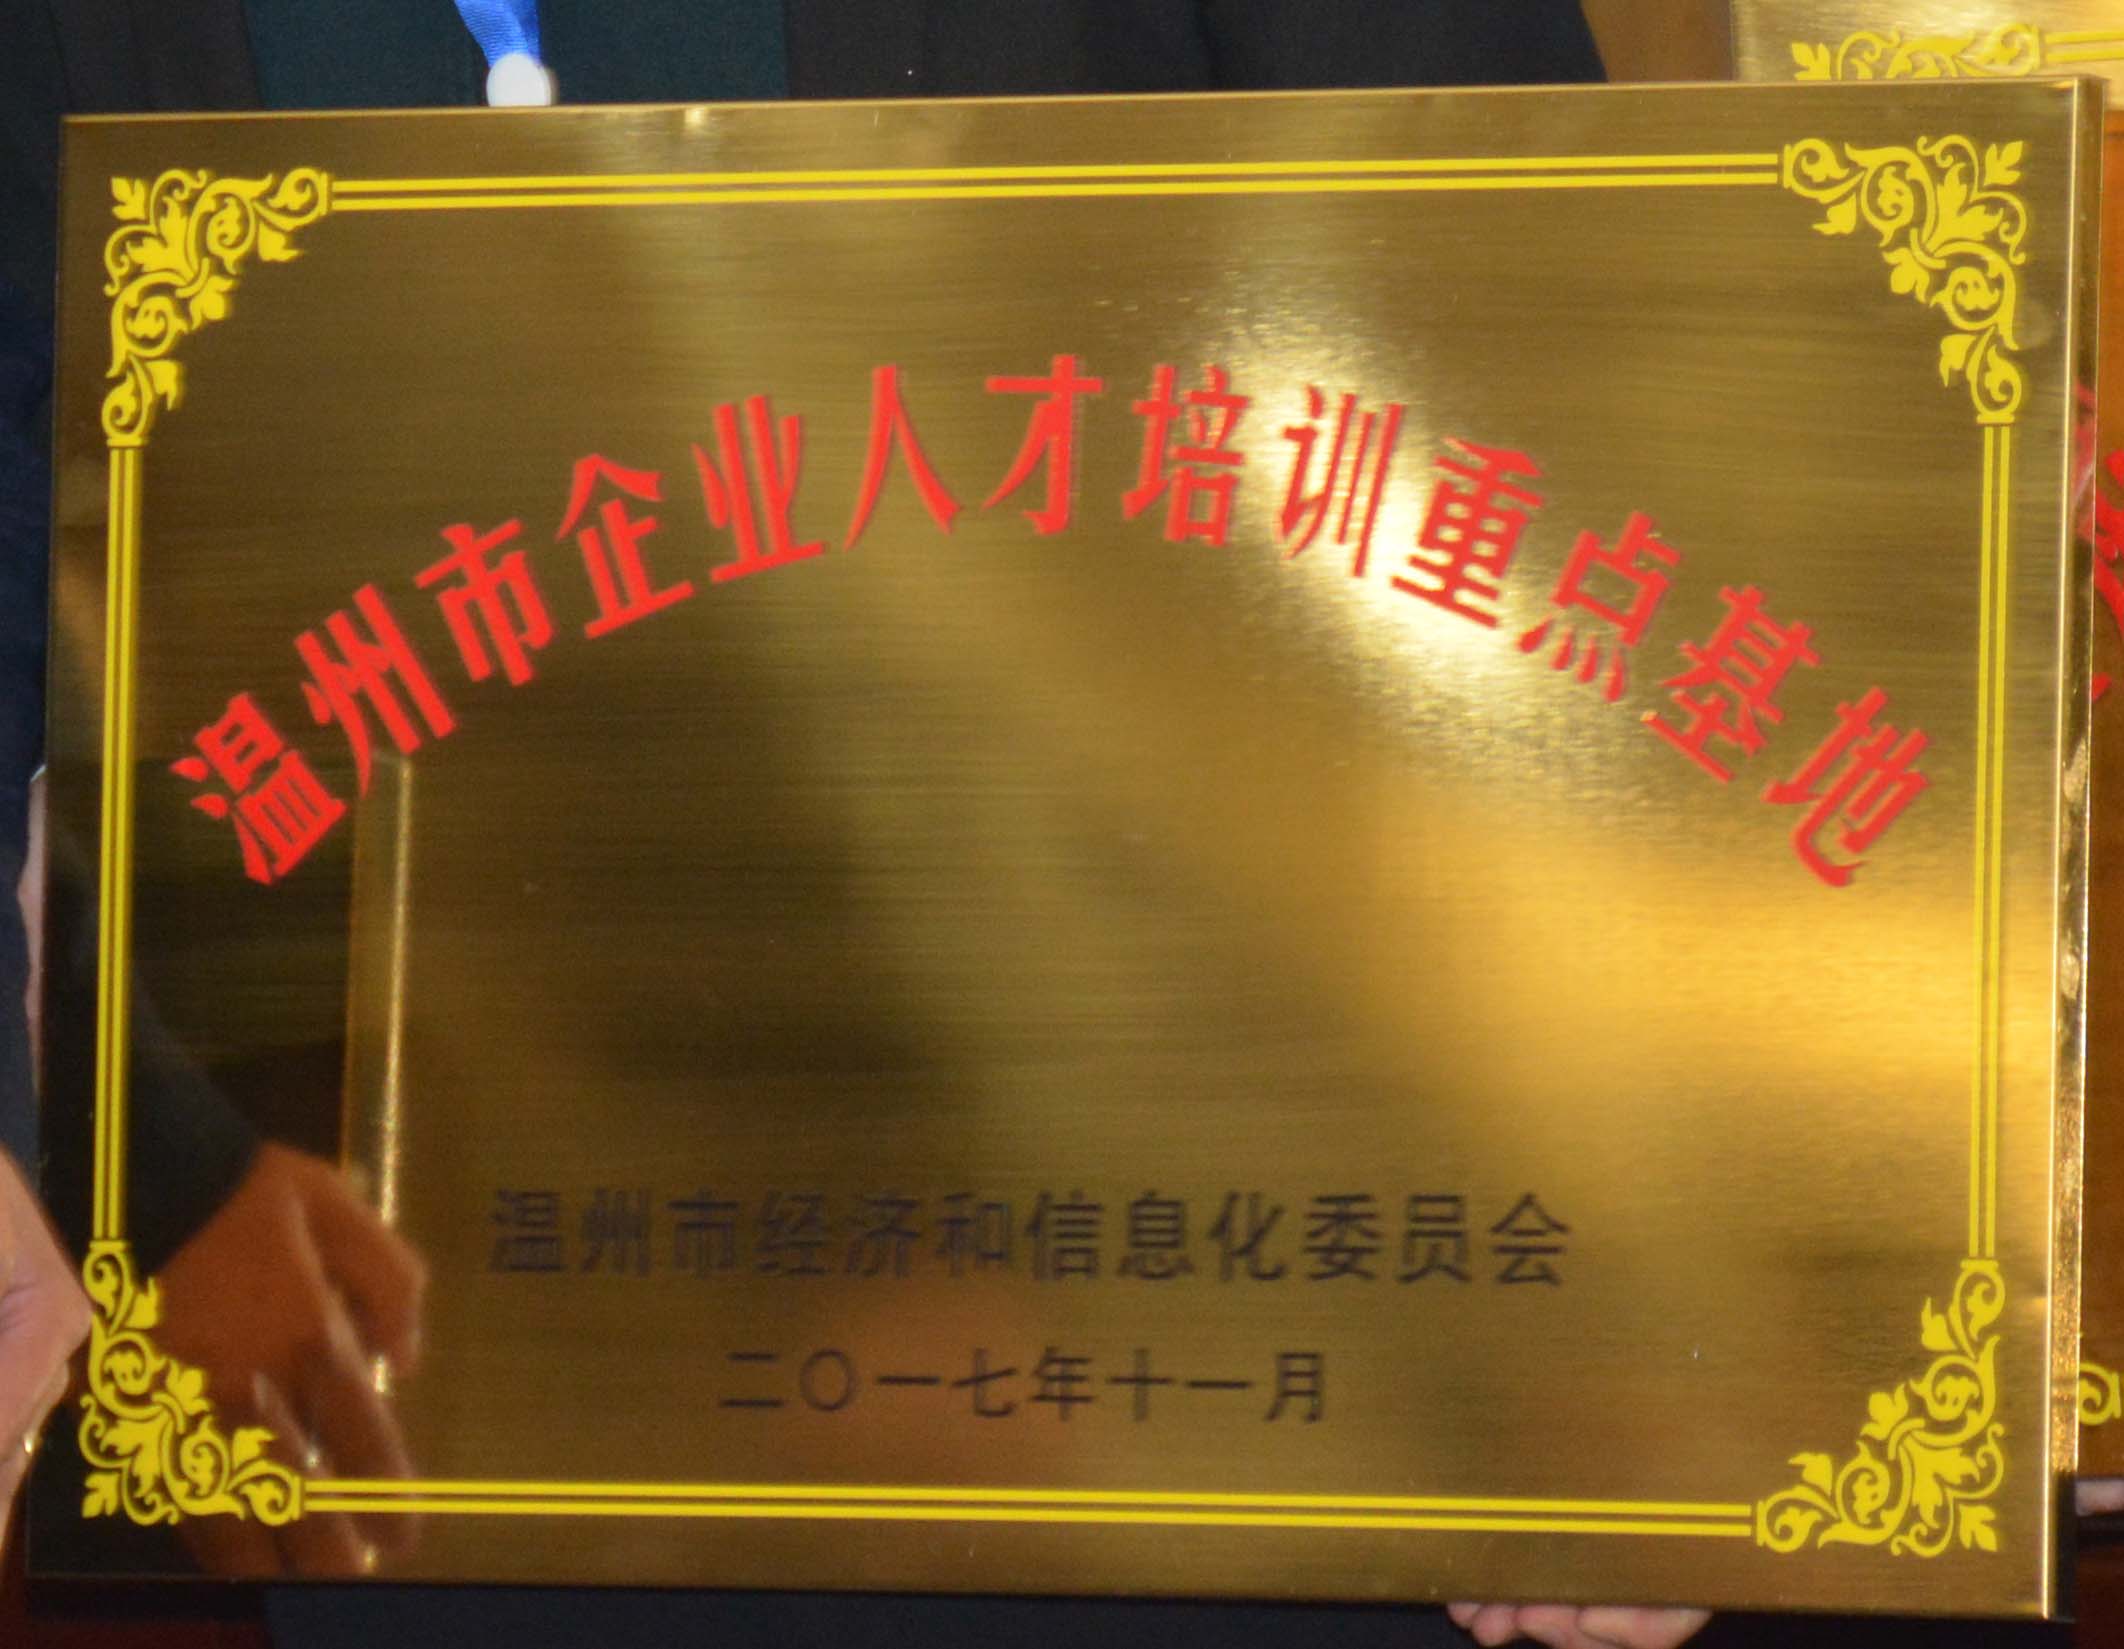 温州市企业人才培训重点基地
温州市经济和信息化委员会
二〇一七年十一月